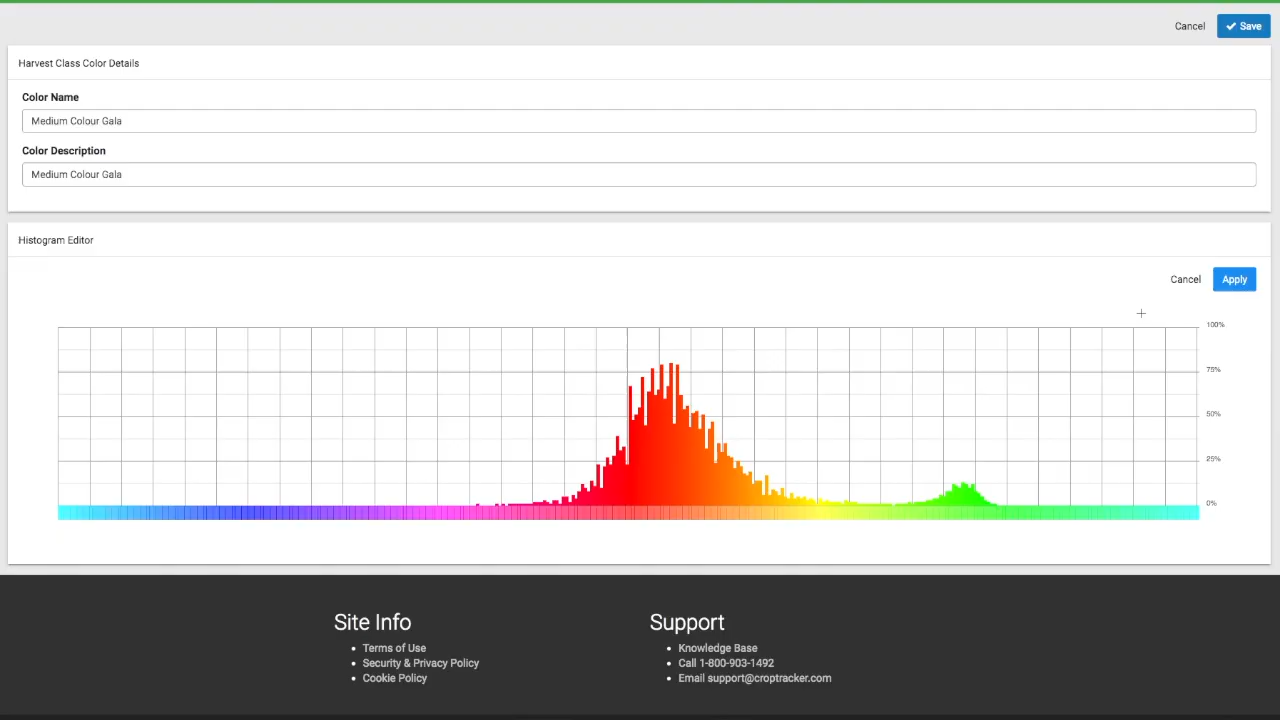 Cancel
Save
Harvest Class Color Details
Color Name
Medium Colour Gala
Color Description
Medium Colour Gala
Histogram Editor
Cancel
Apply
100%
75%
50%
25%
0%
Site Info
Terms of Use
Security & Privacy Policy
Cookie Policy
Support
Knowledge Base
Call 1-800-903-1492
Email support@croptracker.com